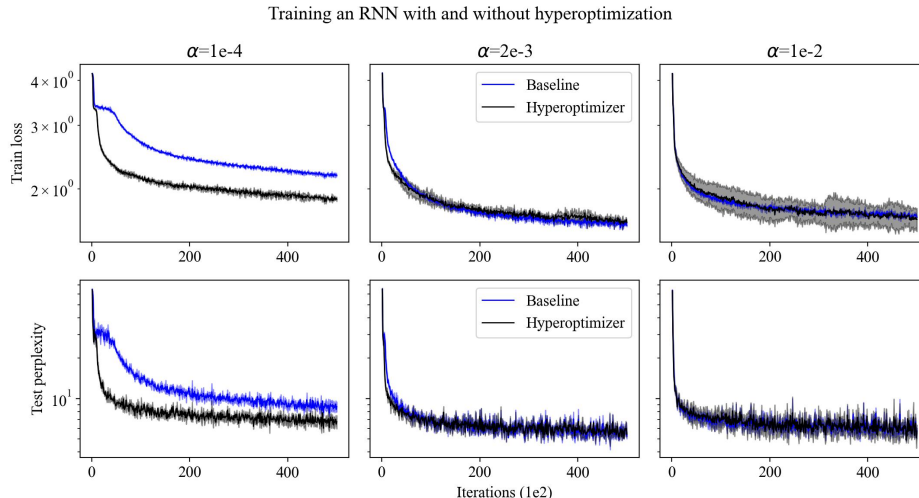 Training an RNN with and without hyperoptimization
α=1e-4
α=2e-3
α=1e-2
Train loss
4 × 10⁰
3 × 10⁰
2 × 10⁰
Baseline
Hyperoptimizer
0 200 400
0 200 400
0 200 400
Test perplexity
10¹
Baseline
Hyperoptimizer
0 200 400
0 200 400
0 200 400
Iterations (1e2)